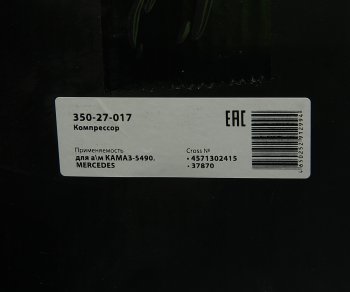 350-27-017
Компрессор
EAC
Применяемость
для а\м КАМАЗ-5490.
MERCEDES
Cross №
• 4571302415
• 37870